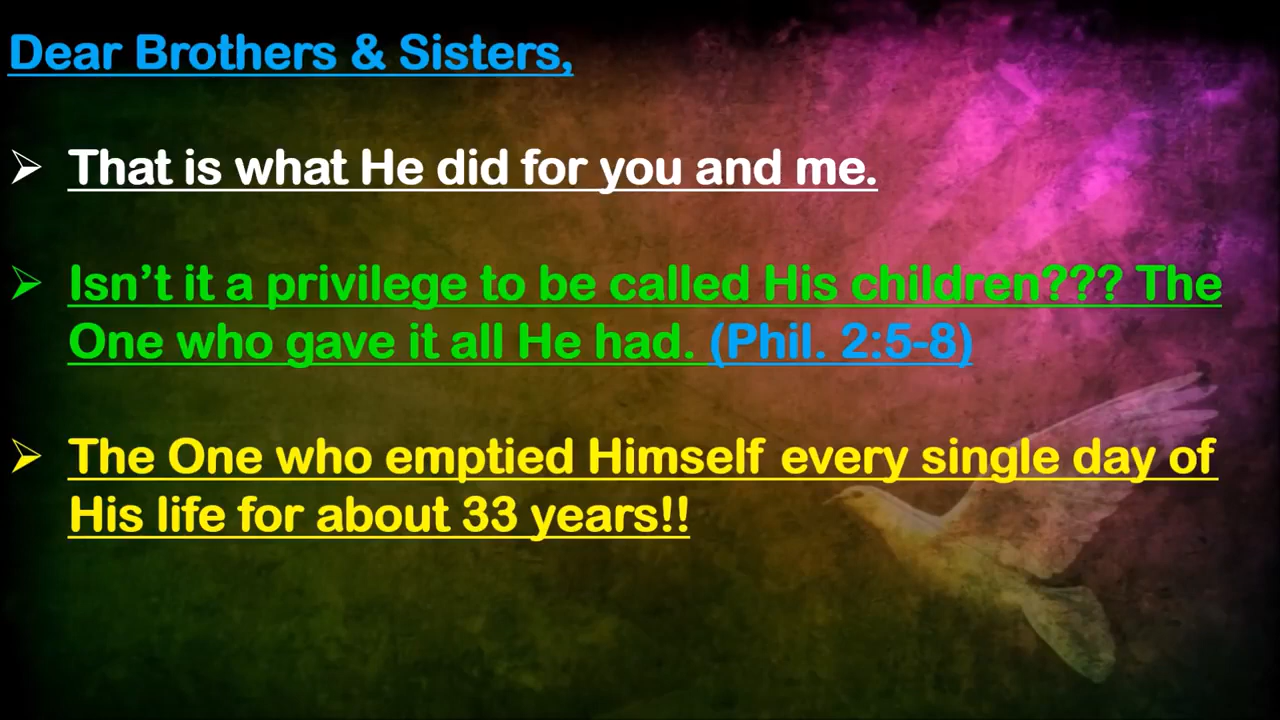 Dear Brothers & Sisters,
➢ That is what He did for you and me.
➢ Isn’t it a privilege to be called His children??? The
One who gave it all He had. (Phil. 2:5-8)
➢ The One who emptied Himself every single day of
His life for about 33 years!!